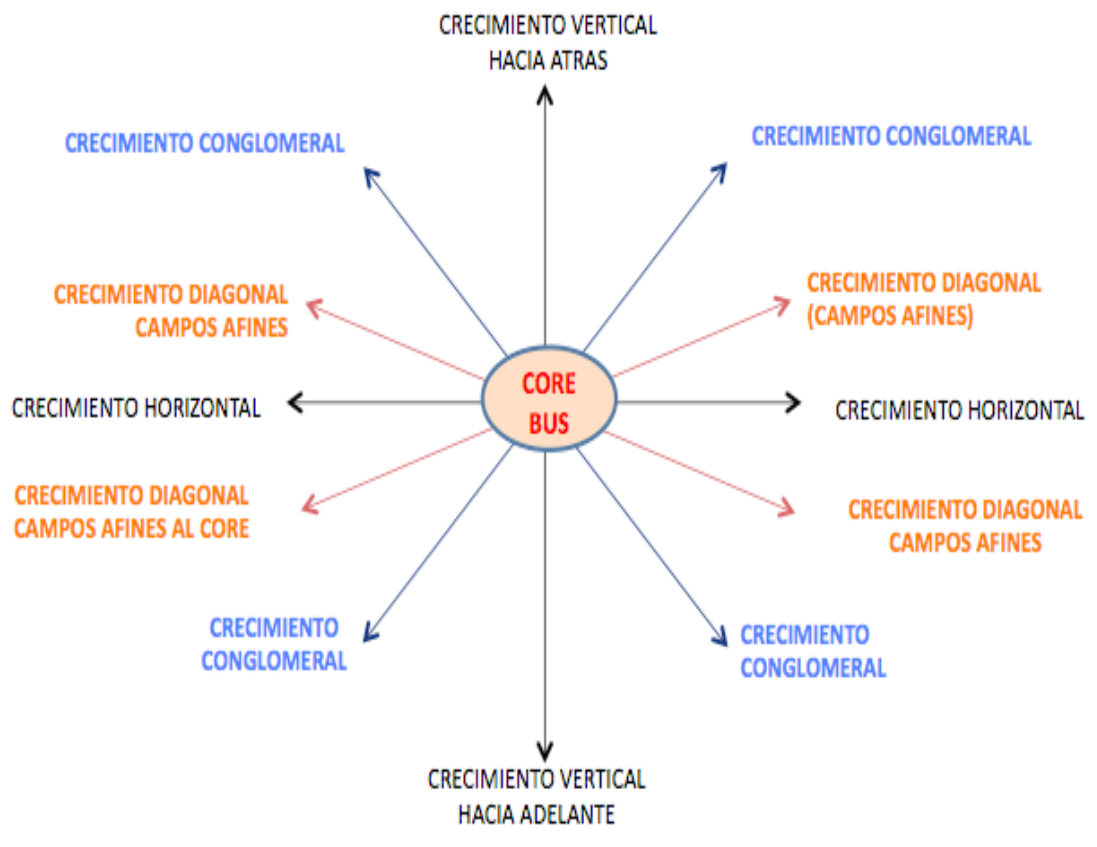 CRECIMIENTO VERTICAL
HACIA ATRAS
CRECIMIENTO CONGLOMERAL
CRECIMIENTO CONGLOMERAL
CRECIMIENTO DIAGONAL
CAMPOS AFINES
CRECIMIENTO DIAGONAL
(CAMPOS AFINES)
CORE
BUS
CRECIMIENTO HORIZONTAL
CRECIMIENTO HORIZONTAL
CRECIMIENTO DIAGONAL
CAMPOS AFINES AL CORE
CRECIMIENTO DIAGONAL
CAMPOS AFINES
CRECIMIENTO
CONGLOMERAL
CRECIMIENTO
CONGLOMERAL
CRECIMIENTO VERTICAL
HACIA ADELANTE